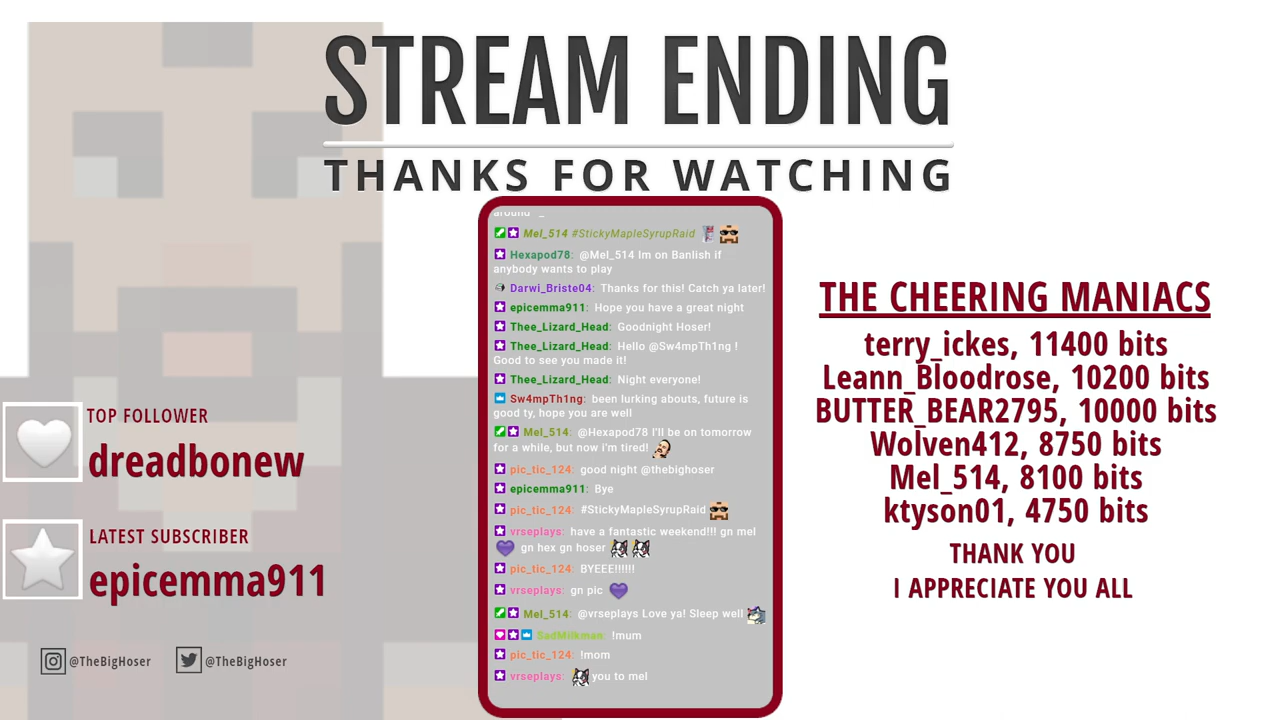 STREAM ENDING
THANKS FOR WATCHING
around _
Mel_514 #StickyMapleSyrupRaid
Hexapod78: @Mel_514 Im on Banlish if
anybody wants to play
Darwi_Briste04: Thanks for this! Catch ya later!
epicemma911: Hope you have a great night
Thee_Lizard_Head: Goodnight Hoser!
Thee_Lizard_Head: Hello @Sw4mpTh1ng !
Good to see you made it!
Thee_Lizard_Head: Night everyone!
Sw4mpTh1ng: been lurking abouts, future is
good ty, hope you are well
Mel_514: @Hexapod78 I'll be on tomorrow
for a while, but now i'm tired!
pic_tic_124: good night @thebighoser
epicemma911: Bye
pic_tic_124: #StickyMapleSyrupRaid
vrseplays: have a fantastic weekend!!! gn mel
gn hex gn hoser
pic_tic_124: BYEEE!!!!!!
vrseplays: gn pic
Mel_514: @vrseplays Love ya! Sleep well
SadMilkman: !mum
pic_tic_124: !mom
vrseplays: you to mel
THE CHEERING MANIACS
terry_ickes, 11400 bits
Leann_Bloodrose, 10200 bits
BUTTER_BEAR2795, 10000 bits
Wolven412, 8750 bits
Mel_514, 8100 bits
ktyson01, 4750 bits
THANK YOU
I APPRECIATE YOU ALL
TOP FOLLOWER
dreadbonew
LATEST SUBSCRIBER
epicemma911
@TheBigHoser @TheBigHoser